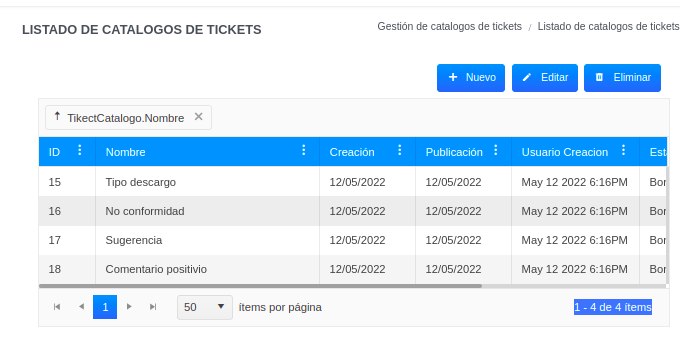 LISTADO DE CATALOGOS DE TICKETS
Gestión de catalogos de tickets / Listado de catalogos de tickets
Nuevo Editar Eliminar
TikectCatalogo.Nombre
ID Nombre Creación Publicación Usuario Creacion Est
15 Tipo descargo 12/05/2022 12/05/2022 May 12 2022 6:16PM Bor
16 No conformidad 12/05/2022 12/05/2022 May 12 2022 6:16PM Bor
17 Sugerencia 12/05/2022 12/05/2022 May 12 2022 6:16PM Bor
18 Comentario positivio 12/05/2022 12/05/2022 May 12 2022 6:16PM Bor
1 50 ítems por página 1 - 4 de 4 ítems